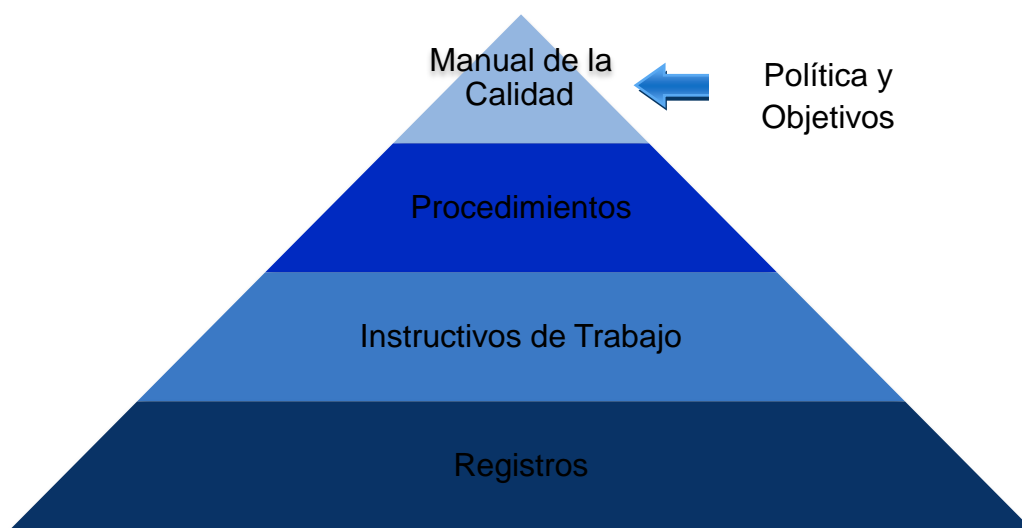 Manual de la
Calidad
Política y
Objetivos
Procedimientos
Instructivos de Trabajo
Registros